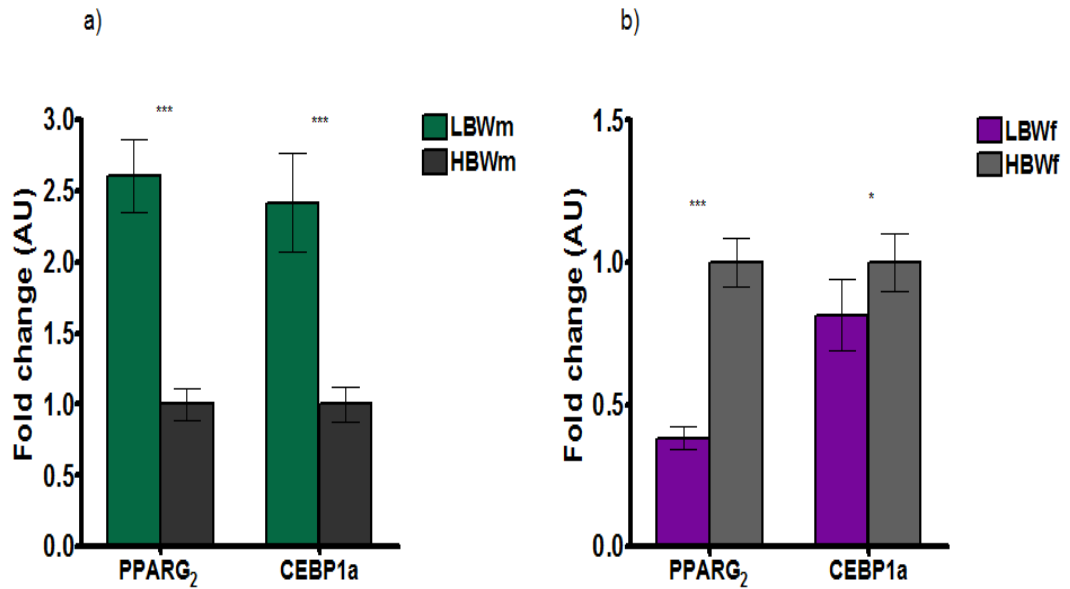 a)
Fold change (AU)
3.0
2.5
2.0
1.5
1.0
0.5
0.0
***
***
LBWm
HBWm
PPARG₂
CEBP1a
b)
Fold change (AU)
1.5
1.0
0.5
0.0
***
*
LBWf
HBWf
PPARG₂
CEBP1a